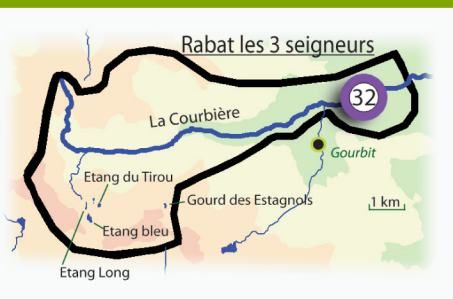 Rabat les 3 seigneurs
32
La Courbière
Gourbit
Etang du Tirou
1 km
Gourd des Estagnols
Etang bleu
Etang Long